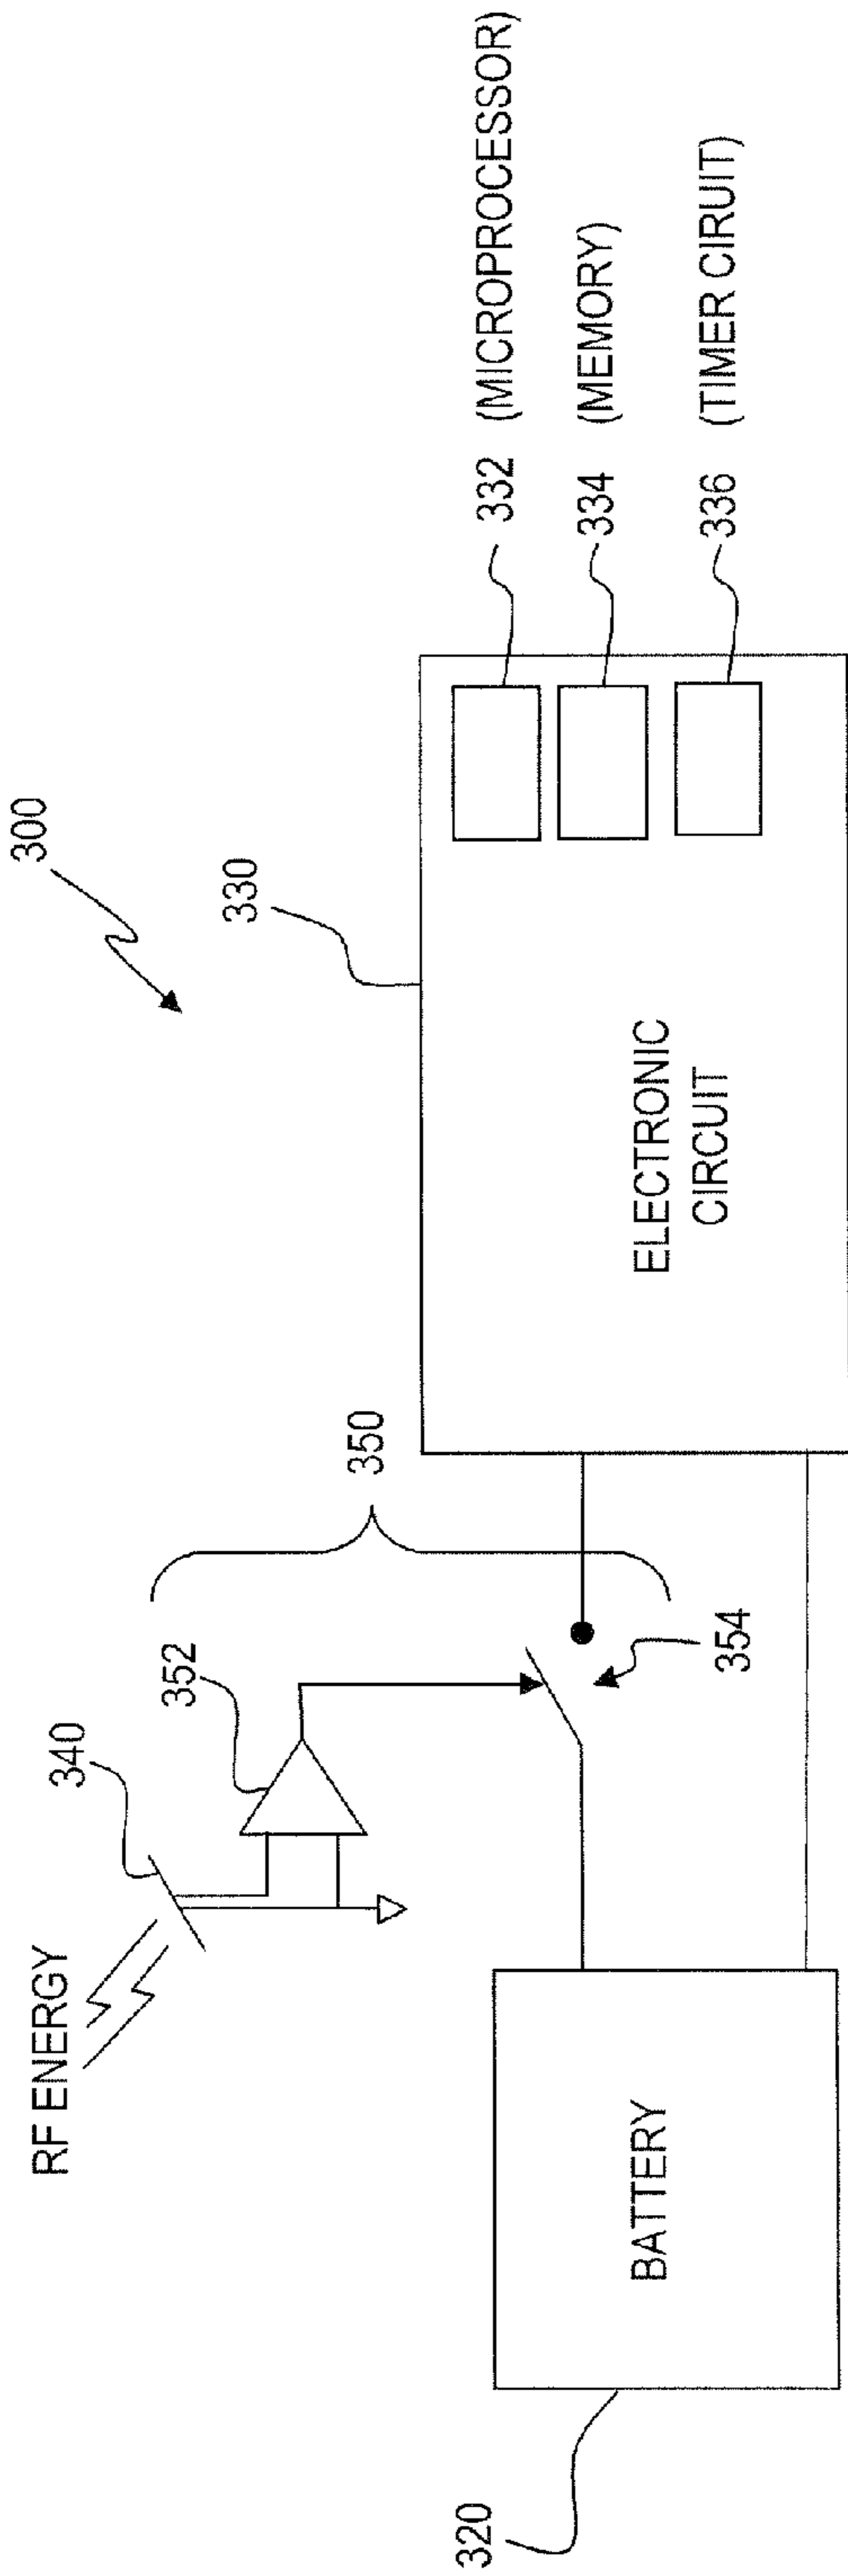 300
RF ENERGY
340
352
350
330
332 (MICROPROCESSOR)
334 (MEMORY)
336 (TIMER CIRUIT)
ELECTRONIC
CIRCUIT
354
BATTERY
320